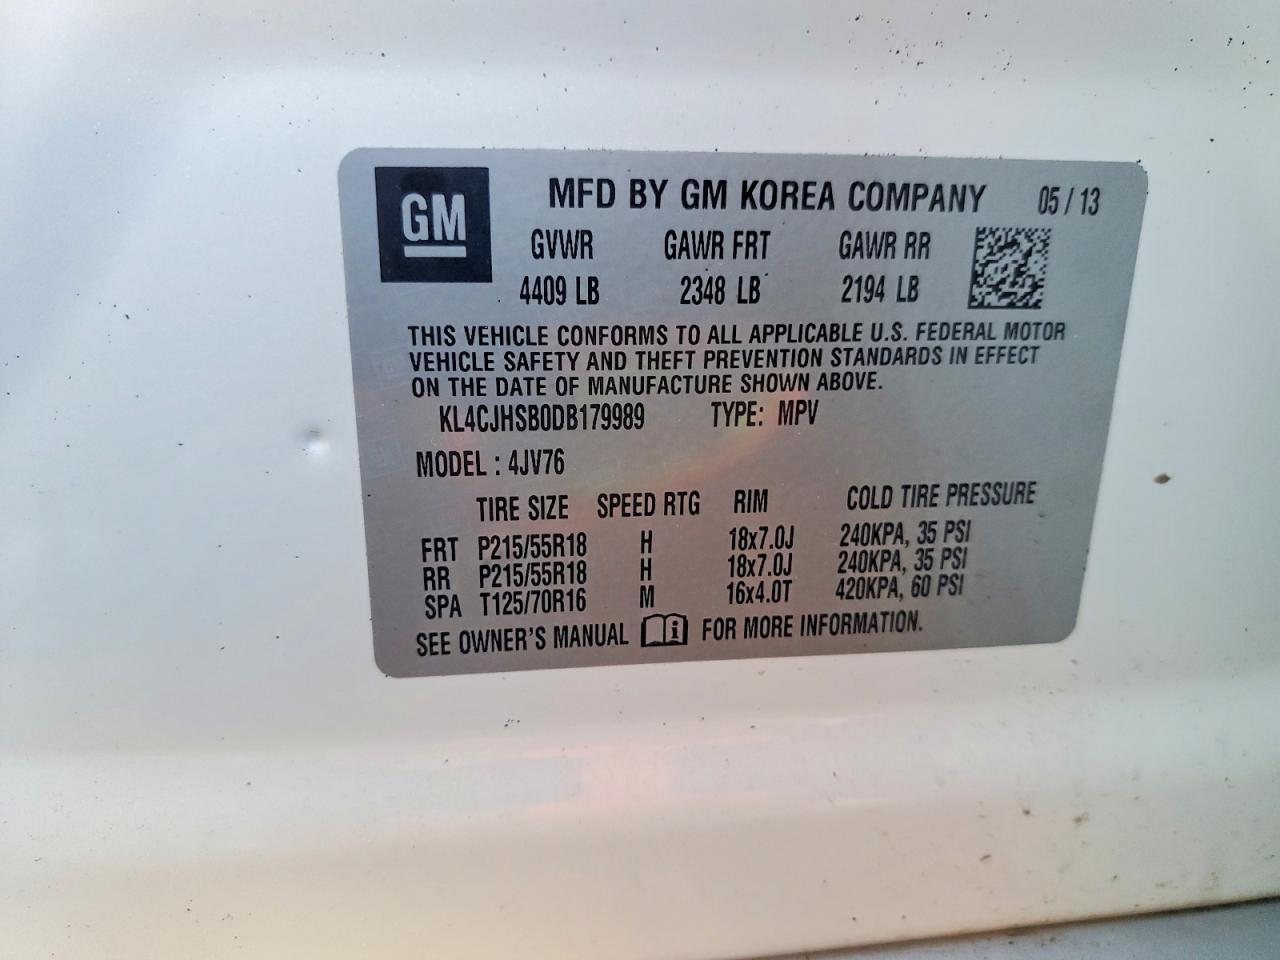 GM
MFD BY GM KOREA COMPANY 05 / 13
GVWR GAWR FRT GAWR RR
4409 LB 2348 LB 2194 LB
THIS VEHICLE CONFORMS TO ALL APPLICABLE U.S. FEDERAL MOTOR
VEHICLE SAFETY AND THEFT PREVENTION STANDARDS IN EFFECT
ON THE DATE OF MANUFACTURE SHOWN ABOVE.
KL4CJHSB0DB179989 TYPE: MPV
MODEL : 4JV76
TIRE SIZE SPEED RTG RIM COLD TIRE PRESSURE
FRT P215/55R18 H 18x7.0J 240KPA, 35 PSI
RR P215/55R18 H 18x7.0J 240KPA, 35 PSI
SPA T125/70R16 M 16x4.0T 420KPA, 60 PSI
SEE OWNER'S MANUAL FOR MORE INFORMATION.